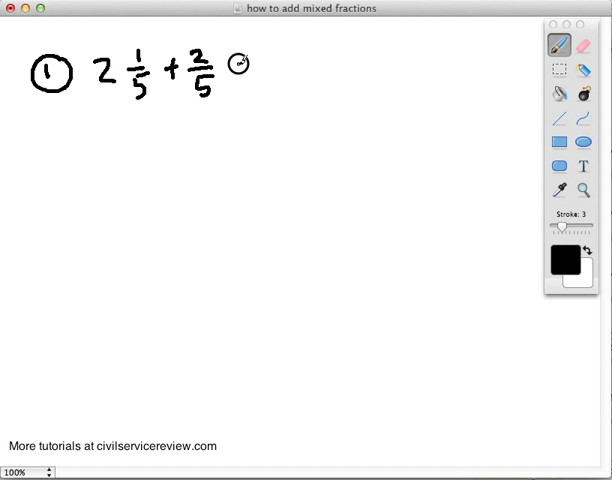 how to add mixed fractions
① 2 1/5 + 2/5
T
Stroke: 3
More tutorials at civilservicereview.com
100%